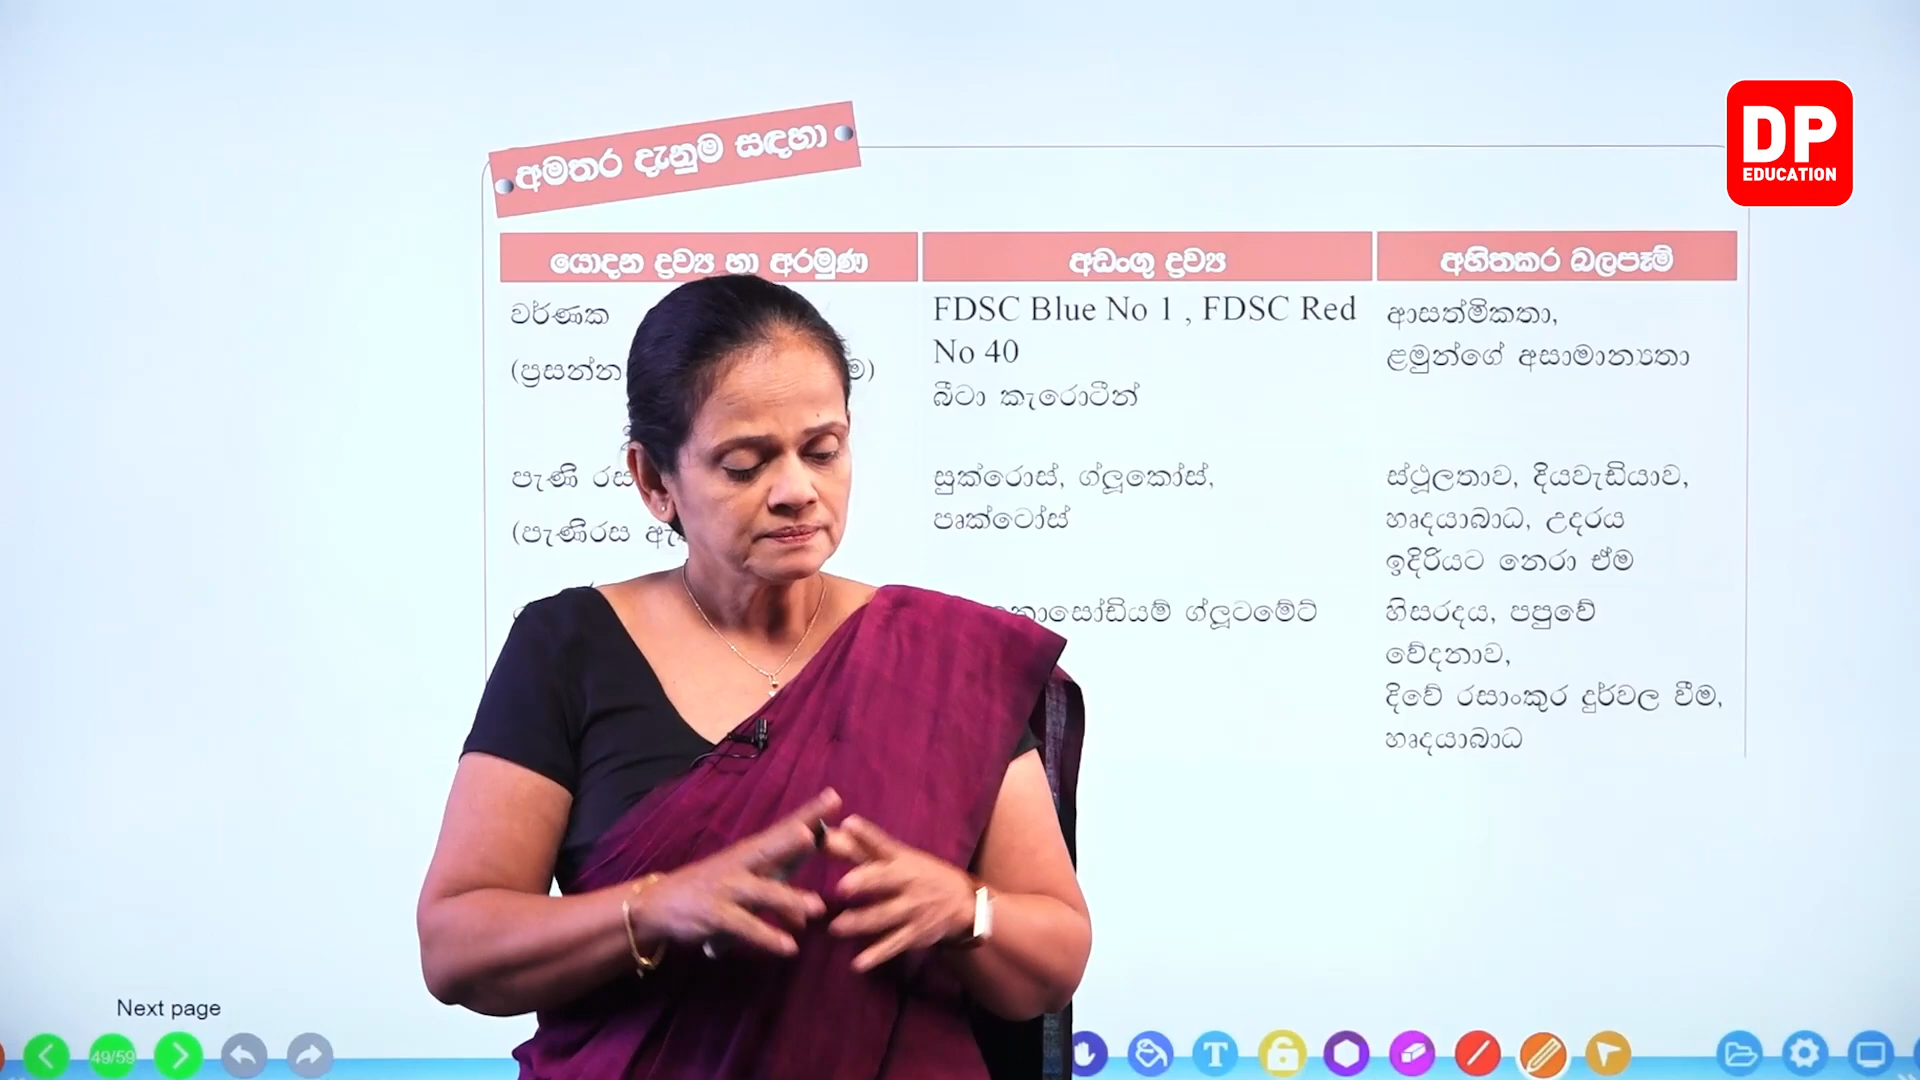 DP
EDUCATION
අමතර දැනුම සඳහා
යොදන ද්‍රව්‍ය හා අරමුණ
අඩංගු ද්‍රව්‍ය
අහිතකර බලපෑම්
වර්ණක
(ප්‍රසන්න
FDSC Blue No 1 , FDSC Red
No 40
බීටා කැරොටීන්
ආසත්මිකතා,
ළමුන්ගේ අසාමාන්‍යතා
පැණි රස
(පැණිරස
සුක්රොස්, ග්ලූකෝස්,
පෘක්ටෝස්
ස්ථූලතාව, දියවැඩියාව,
හෘදයාබාධ, උදරය
ඉදිරියට නෙරා ඒම
ග්ලූටමේට්
හිසරදය, පපුවේ
වේදනාව,
දිවේ රසාංකුර දුර්වල වීම,
හෘදයාබාධ
Next page
49/59
T